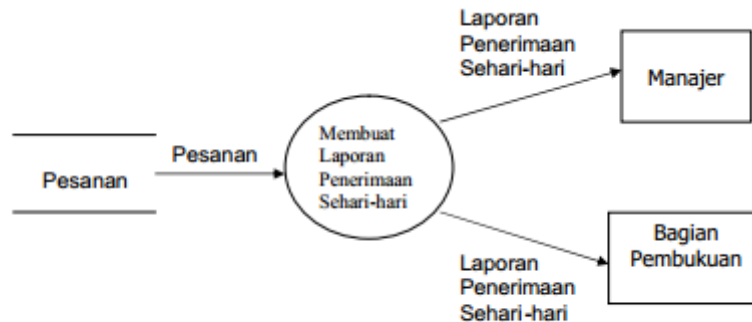 Pesanan
Pesanan
Membuat
Laporan
Penerimaan
Sehari-hari
Laporan
Penerimaan
Sehari-hari
Manajer
Laporan
Penerimaan
Sehari-hari
Bagian
Pembukuan